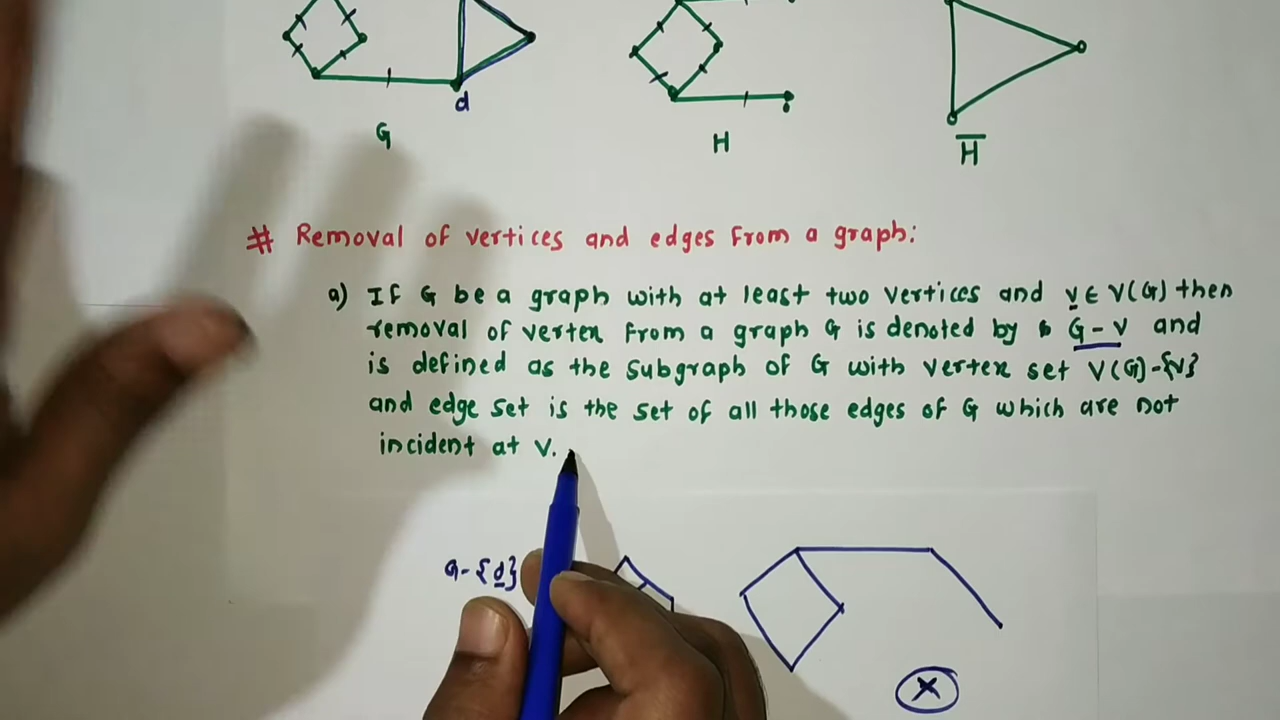 d
G
H
H̅
# Removal of vertices and edges from a graph:
a) If G be a graph with at least two vertices and v ∈ V(G) then
removal of vertex from a graph G is denoted by G-V and
is defined as the subgraph of G with vertex set V(G)-{v}
and edge set is the set of all those edges of G which are not
incident at V.
G-{d}
X